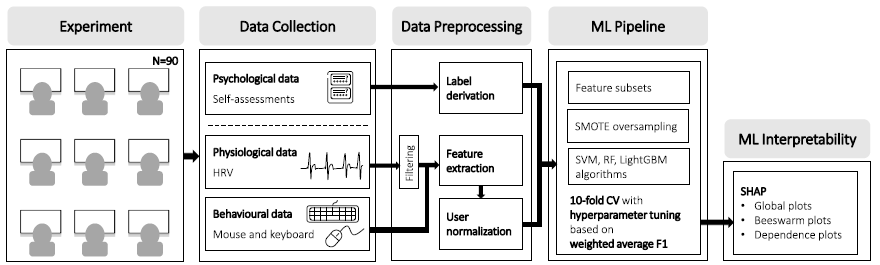 Experiment
N=90
Data Collection
Psychological data
Self-assessments
Physiological data
HRV
Behavioural data
Mouse and keyboard
Data Preprocessing
Label
derivation
Filtering
Feature
extraction
User
normalization
ML Pipeline
Feature subsets
SMOTE oversampling
SVM, RF, LightGBM
algorithms
10-fold CV with
hyperparameter tuning
based on
weighted average F1
ML Interpretability
SHAP
• Global plots
• Beeswarm plots
• Dependence plots